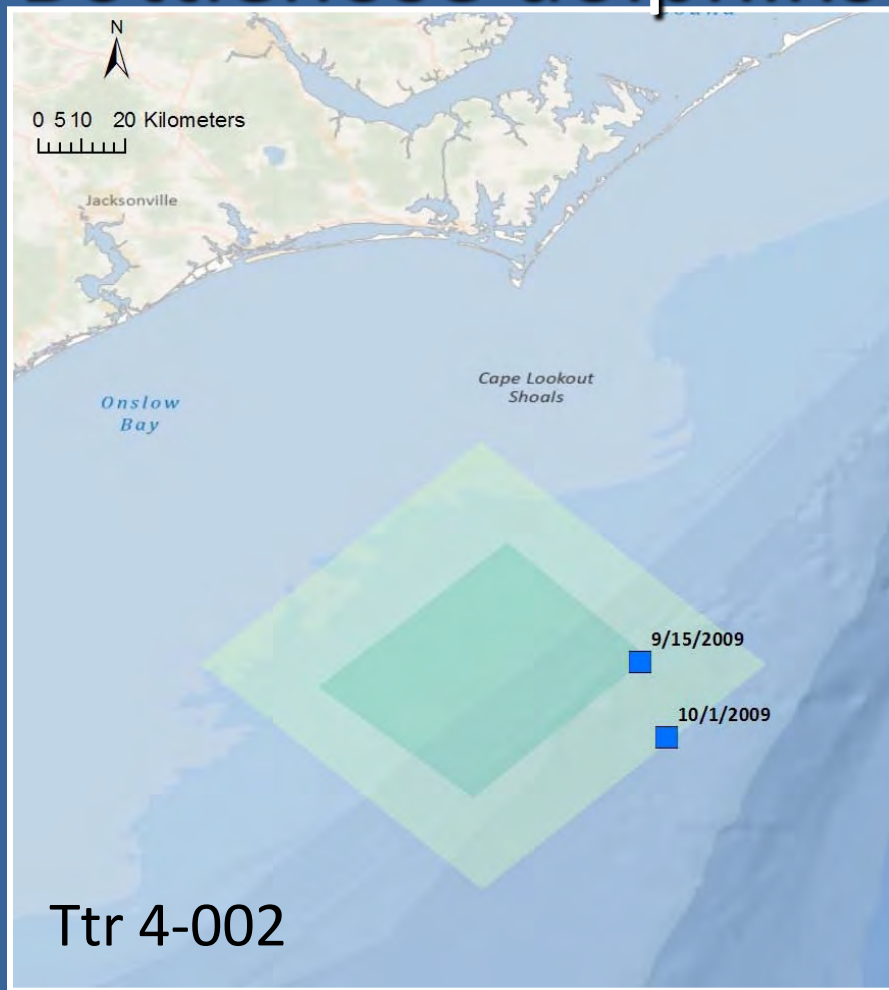 N
0 5 10 20 Kilometers
Jacksonville
Onslow
Bay
Cape Lookout
Shoals
9/15/2009
10/1/2009
Ttr 4-002